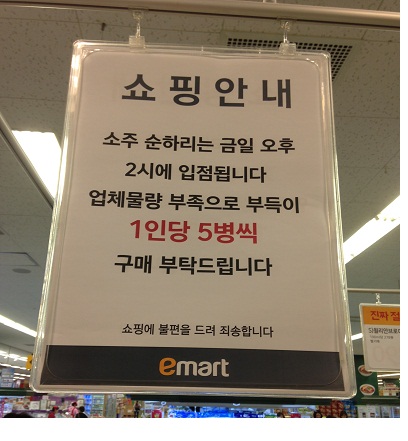 쇼핑안내
소주 순하리는 금일 오후
2시에 입점됩니다
업체물량 부족으로 부득이
1인당 5병씩
구매 부탁드립니다
쇼핑에 불편을 드려 죄송합니다
emart
진짜